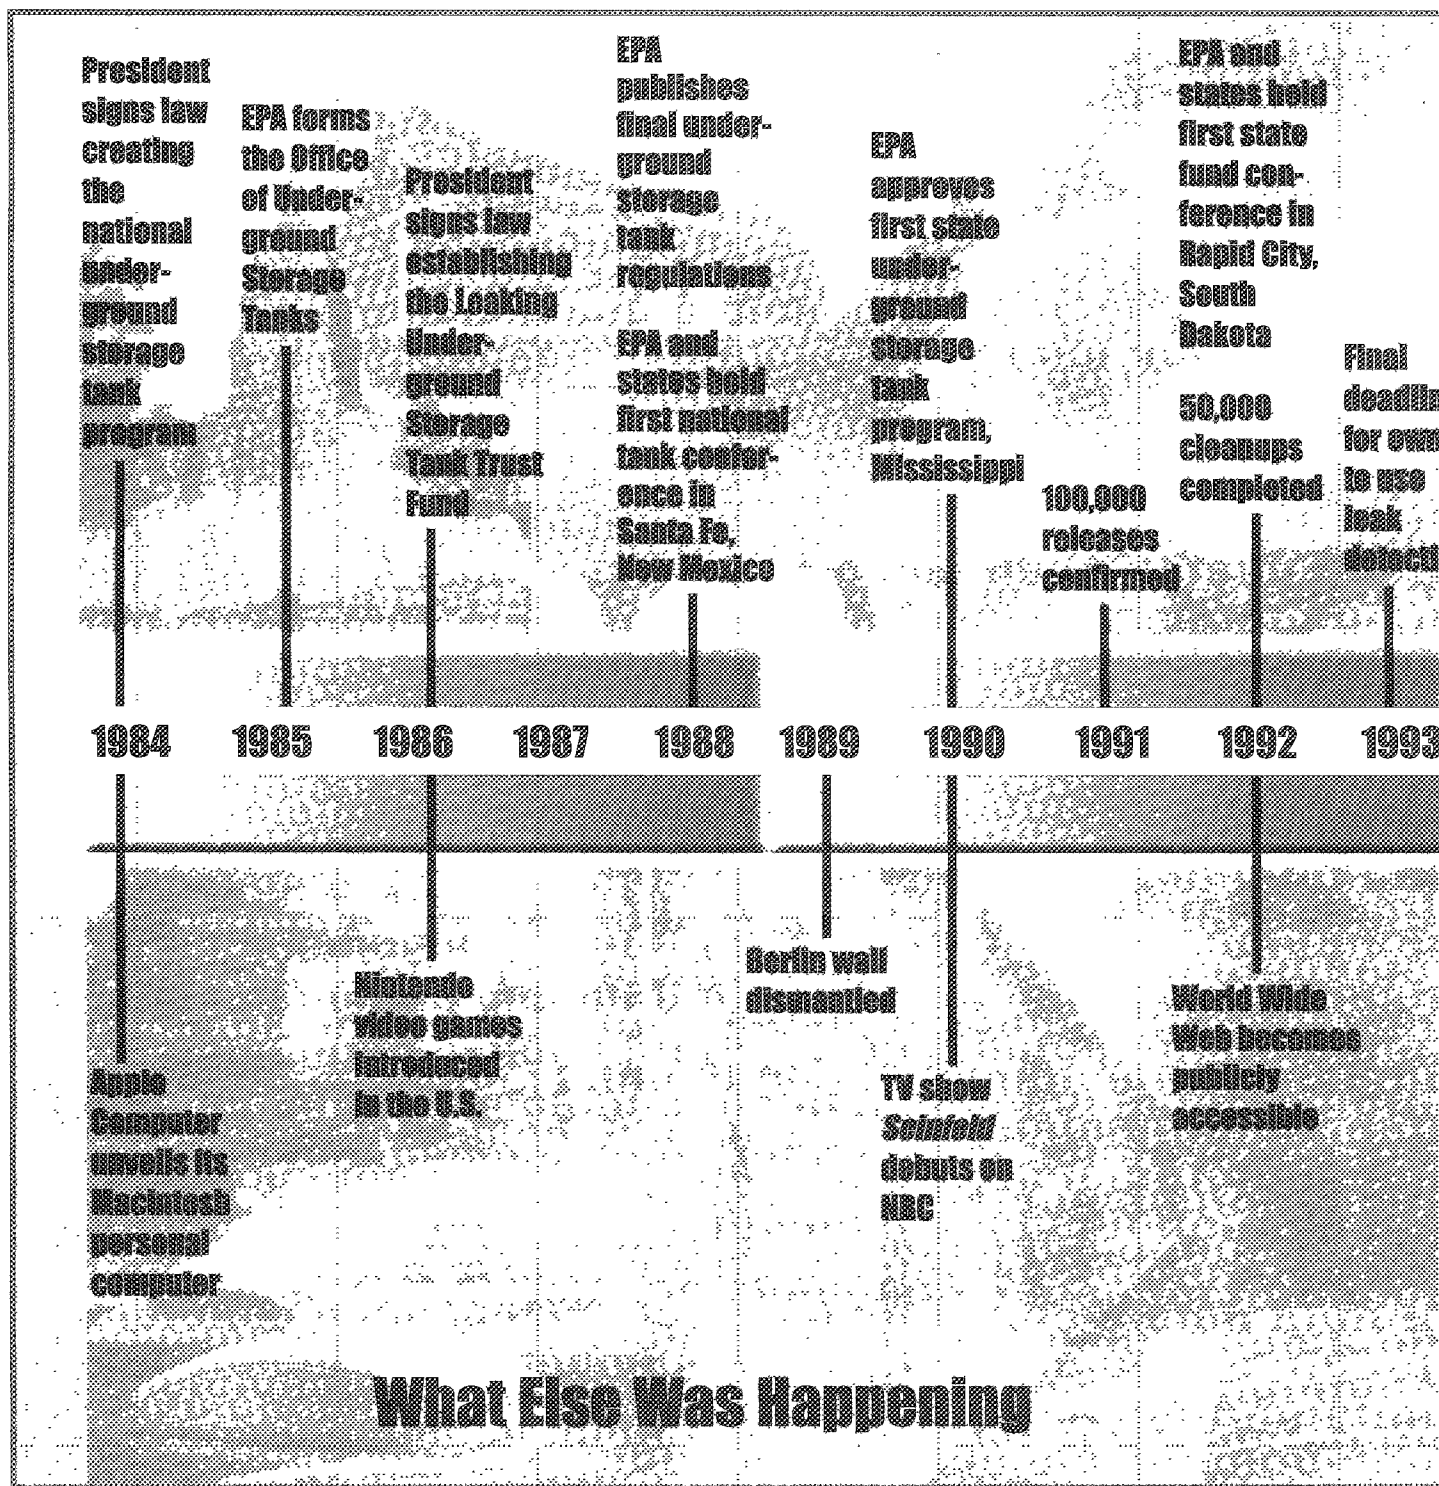 President
signs law
creating
the
national
under-
ground
storage
tank
program
EPA forms
the Office
of Under-
ground
Storage
Tanks
President
signs law
establishing
the Leaking
Under-
ground
Storage
Tank Trust
Fund
EPA
publishes
final under-
ground
storage
tank
regulations
EPA and
states hold
first national
tank confer-
ence in
Santa Fe,
New Mexico
EPA
approves
first state
under-
ground
storage
tank
program,
Mississippi
100,000
releases
confirmed
EPA and
states hold
first state
fund con-
ference in
Rapid City,
South
Dakota
50,000
cleanups
completed
Final
deadlin
for own
to use
leak
detecti
1984 1985 1986 1987 1988 1989 1990 1991 1992 1993
Apple
Computer
unveils its
Macintosh
personal
computer
Nintendo
video games
introduced
in the U.S.
Berlin wall
dismantled
TV show
Seinfeld
debuts on
NBC
World Wide
Web becomes
publicly
accessible
What Else Was Happening